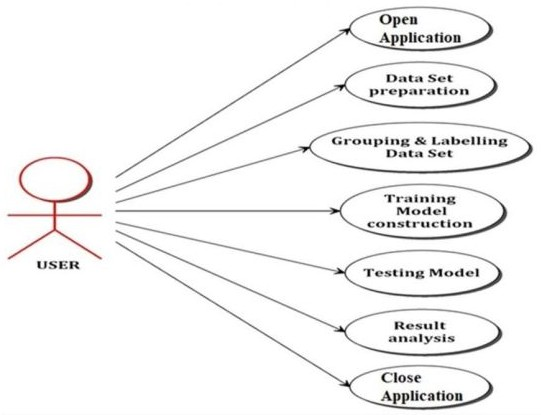 Open
Application
Data Set
preparation
Grouping & Labelling
Data Set
Training
Model
construction
USER
Testing Model
Result
analysis
Close
Application